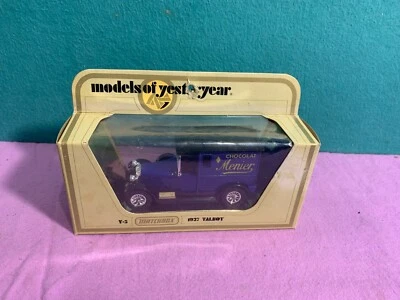 models of yesteryear.
CHOCOLAT
Menier
Y-5 MATCHBOX 1927 TALBOT